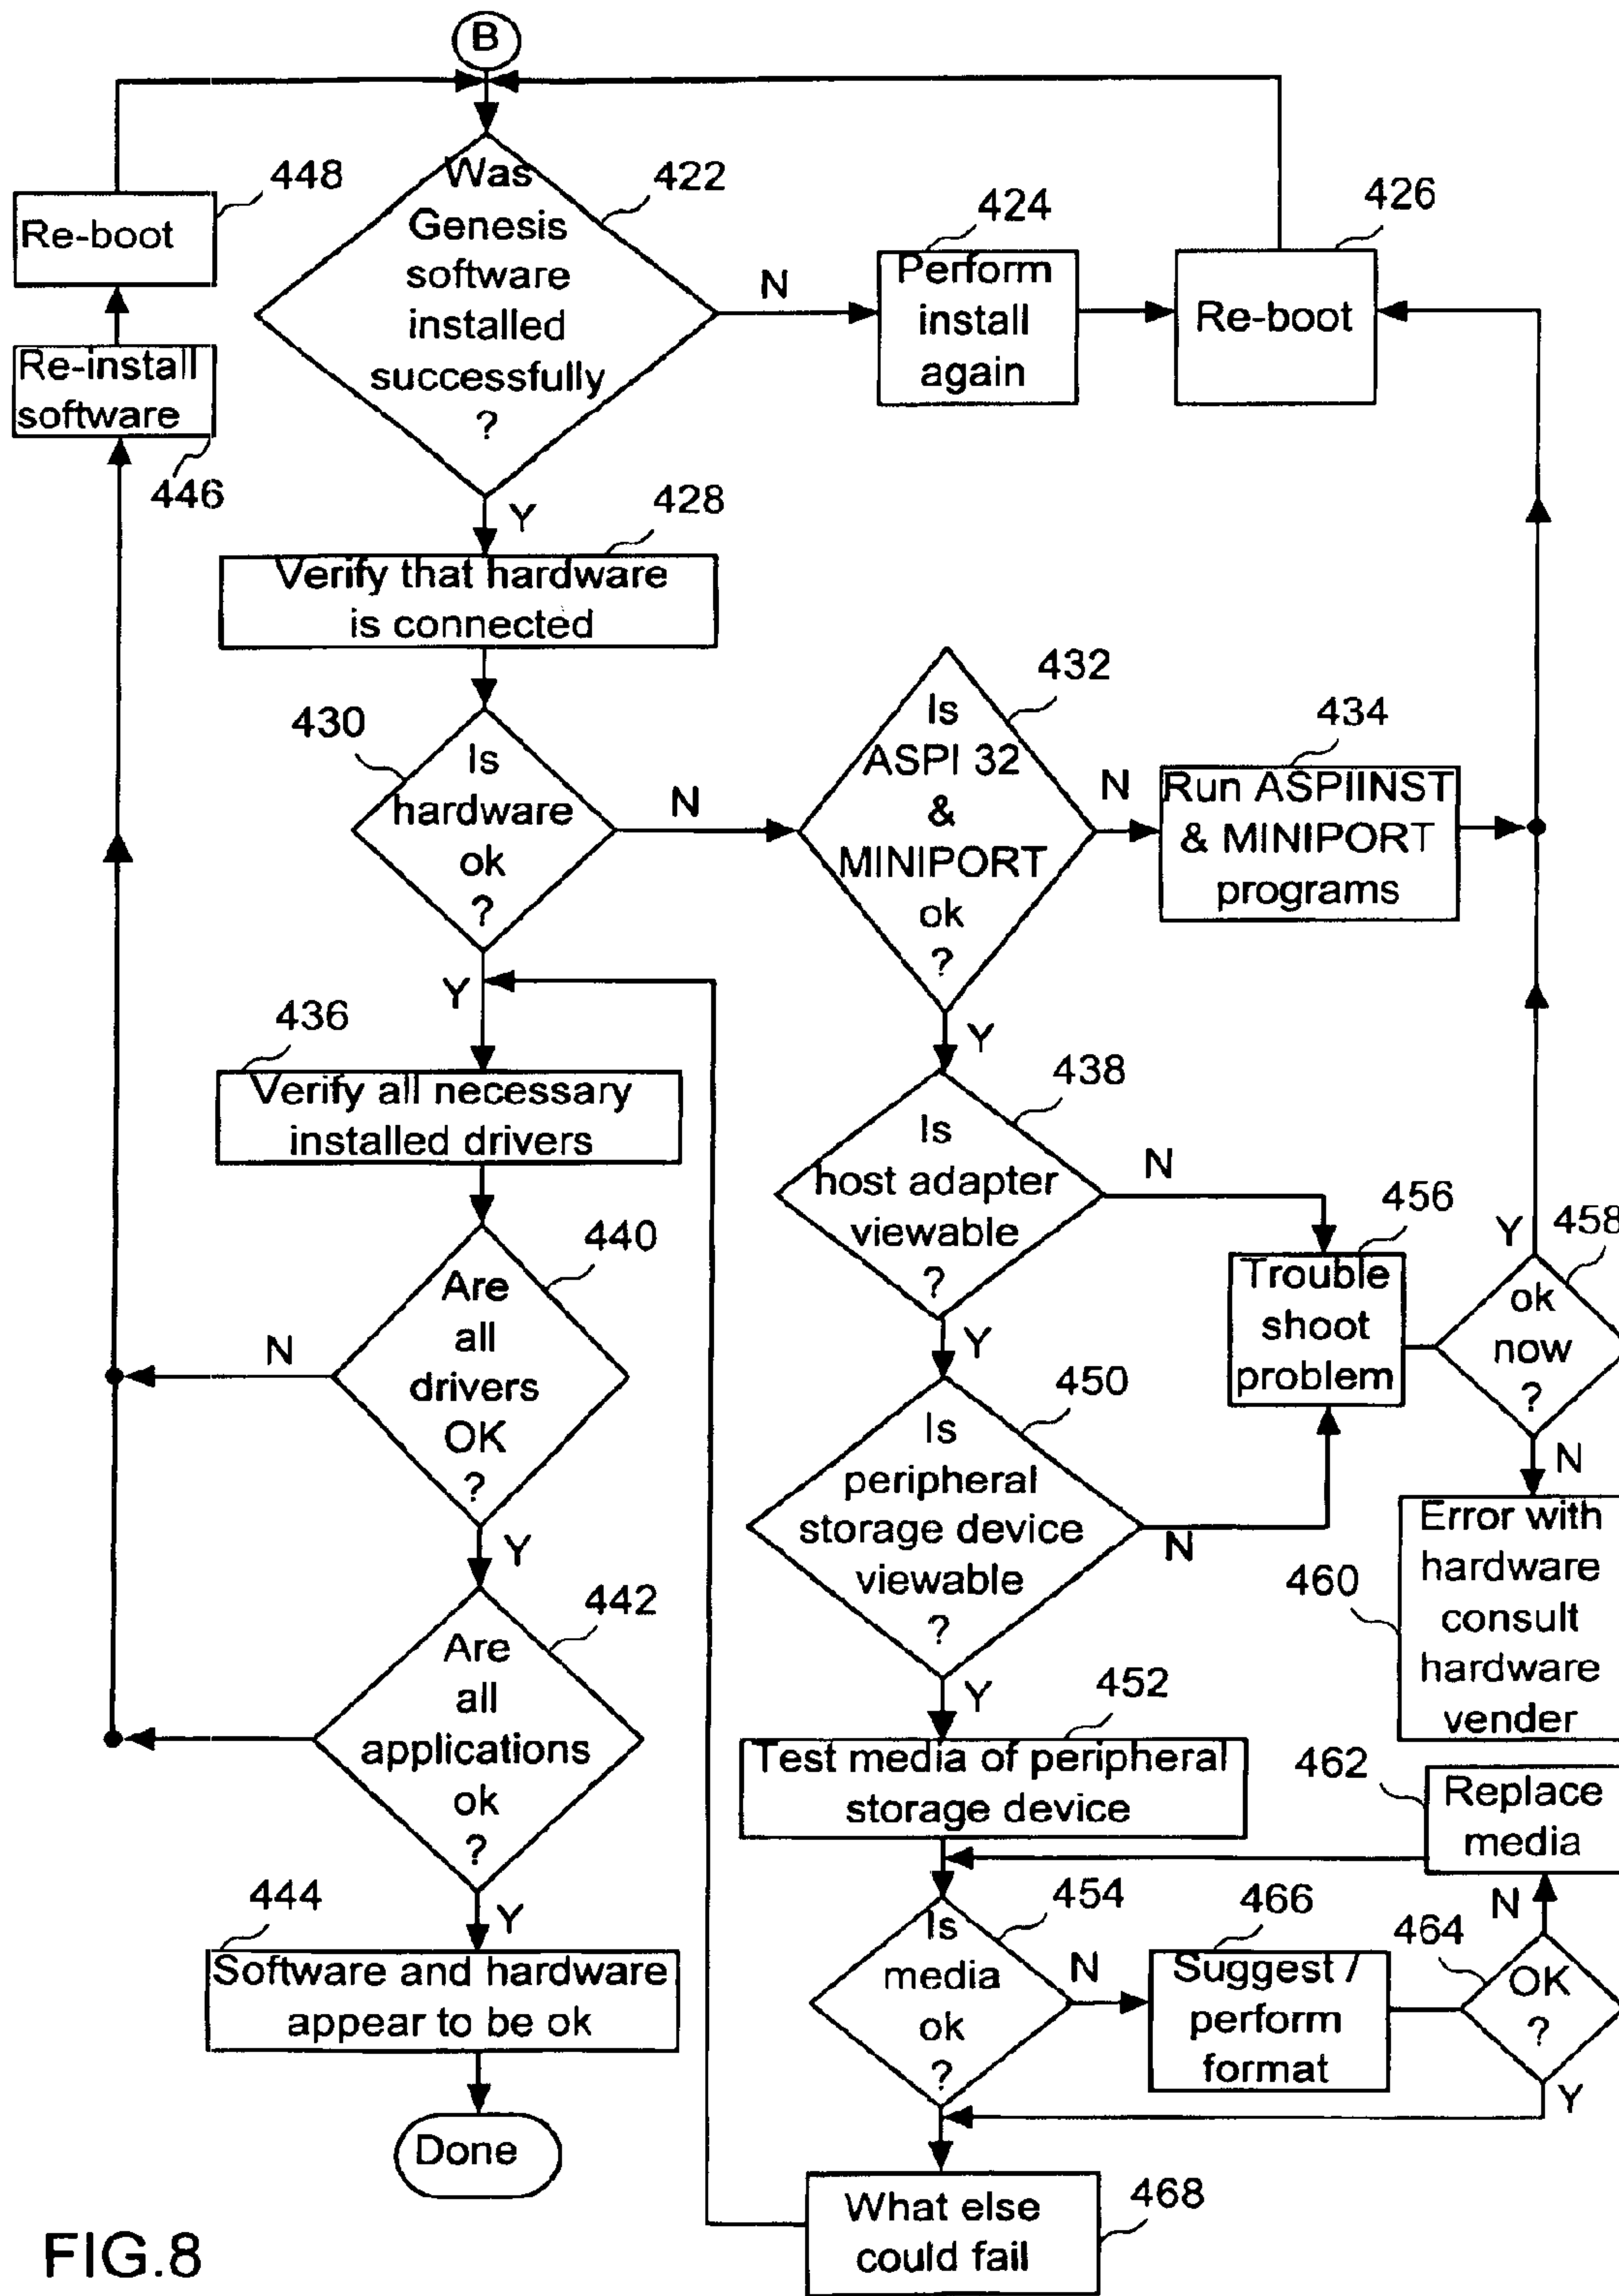 B
Was
Genesis
software
installed
successfully
?
422
448
Re-boot
424
426
Perform
install
again
N
Re-boot
Re-install
software
446
Y
428
Verify that hardware
is connected
430
Is
hardware
ok
?
N
432
Is
ASPI 32
&
MINIPORT
ok
?
N
434
Run ASPIINST
& MINIPORT
programs
Y
Y
436
Verify all necessary
installed drivers
438
Is
host adapter
viewable
?
N
456
Trouble
shoot
problem
Y
458
ok
now
?
N
440
Are
all
drivers
OK
?
N
Y
450
Is
peripheral
storage device
viewable
?
N
460
Error with
hardware
consult
hardware
vender
Y
442
Are
all
applications
ok
?
Y
452
Test media of peripheral
storage device
462
Replace
media
Y
444
Software and hardware
appear to be ok
454
Is
media
ok
?
N
466
Suggest /
perform
format
464
OK
?
N
Y
Done
What else
could fail
468
FIG.8